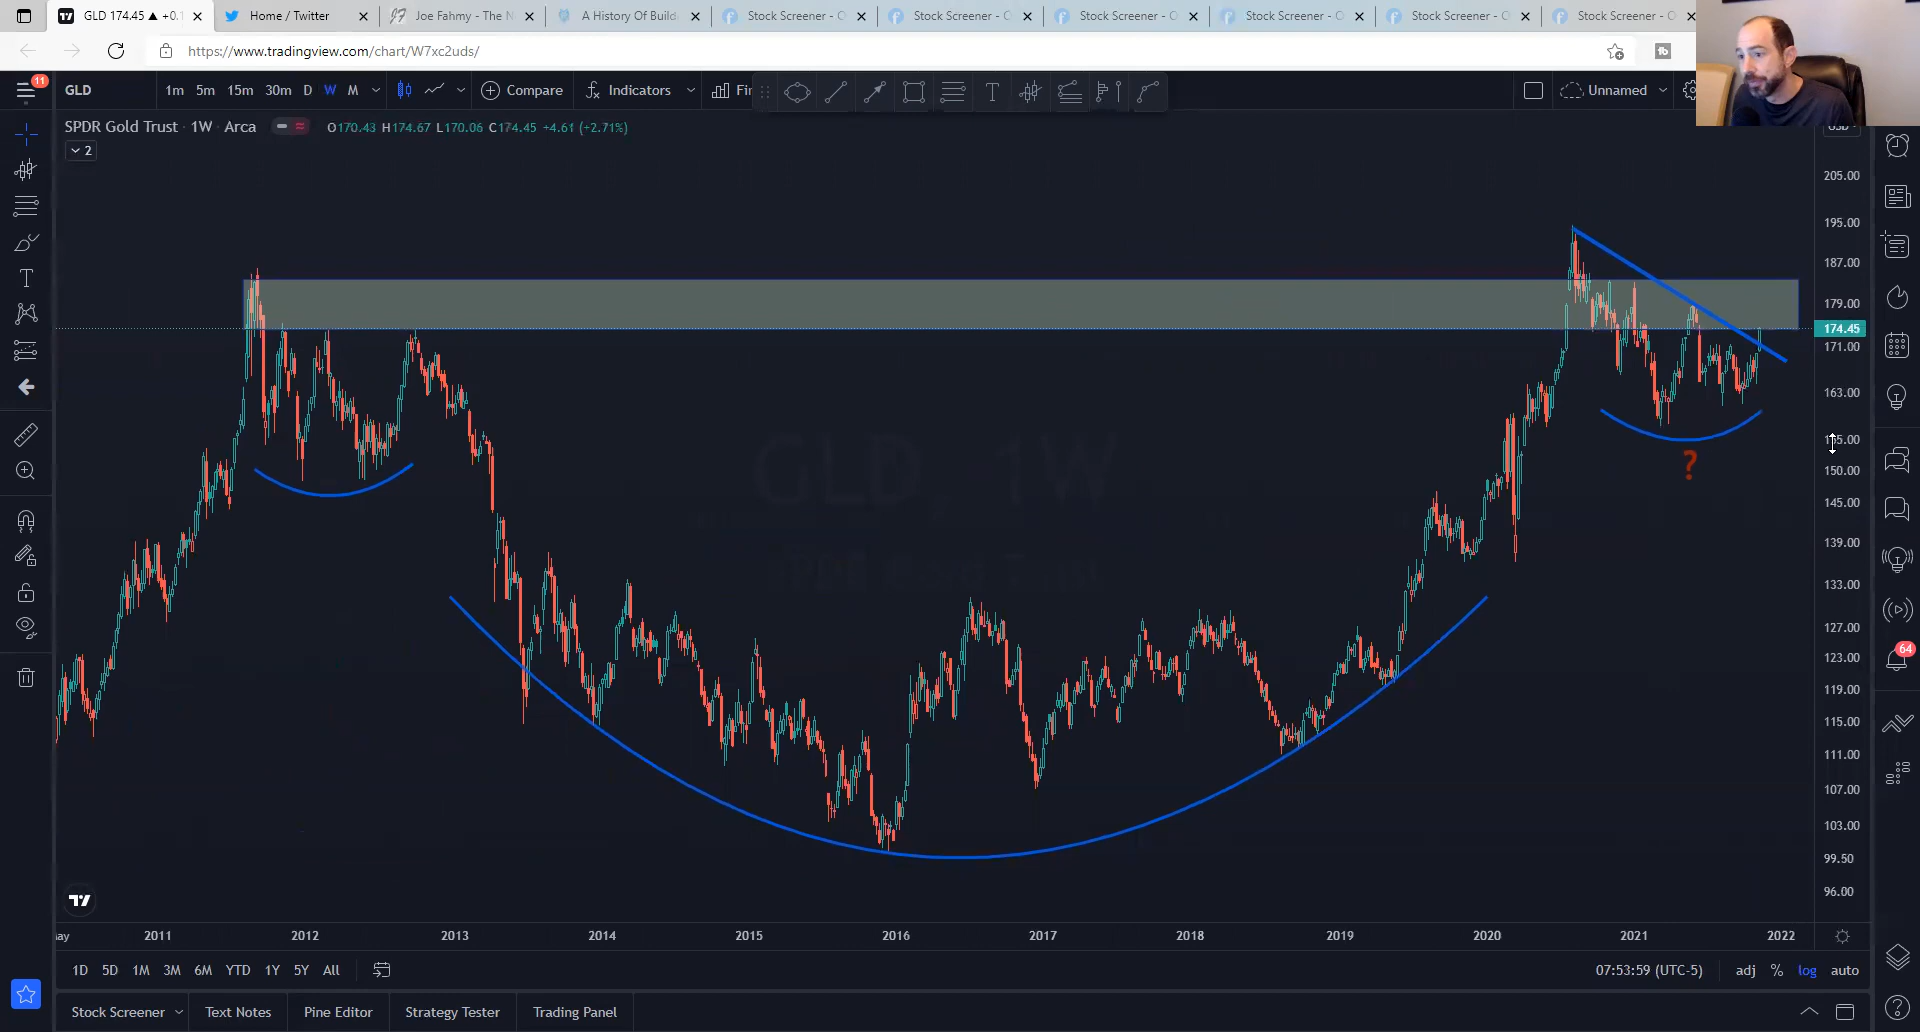 GLD 174.45 ▲ +0.
Home / Twitter
Joe Fahmy - The N
A History Of Build
Stock Screener - O
Stock Screener - O
Stock Screener - O
Stock Screener - O
Stock Screener - O
Stock Screener - O
https://www.tradingview.com/chart/W7xc2uds/
11
GLD
1m 5m 15m 30m D W M
Compare
Indicators
Fi
T
Unnamed
SPDR Gold Trust · 1W · Arca
O170.43 H174.67 L170.06 C174.45 +4.61 (+2.71%)
2
USD
205.00
195.00
187.00
179.00
174.45
171.00
163.00
?
150.00
145.00
139.00
133.00
127.00
123.00
119.00
115.00
111.00
107.00
103.00
99.50
96.00
64
GLD 1W
ay 2011 2012 2013 2014 2015 2016 2017 2018 2019 2020 2021 2022
1D 5D 1M 3M 6M YTD 1Y 5Y All
07:53:59 (UTC-5) adj % log auto
Stock Screener Text Notes Pine Editor Strategy Tester Trading Panel